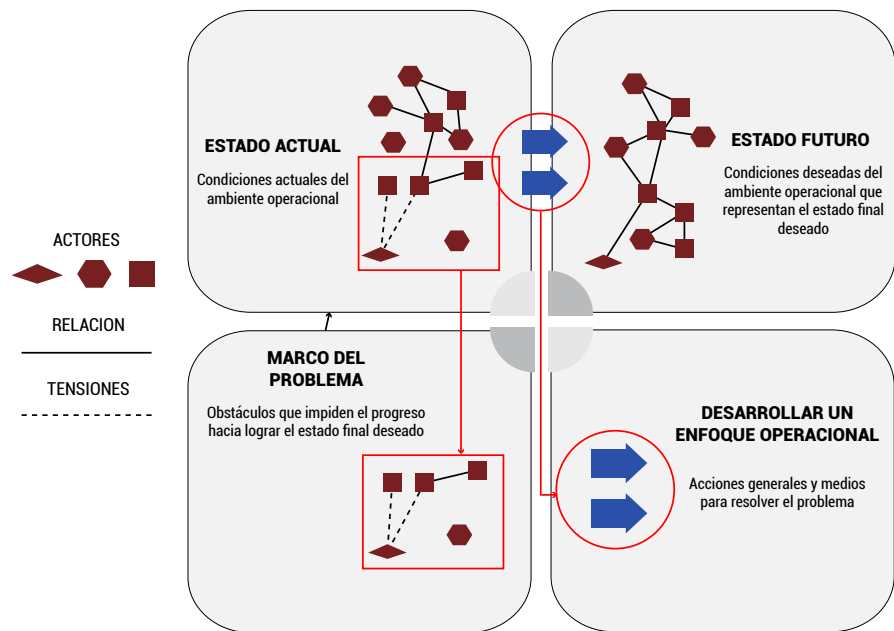 ACTORES
RELACION
TENSIONES
ESTADO ACTUAL
Condiciones actuales del
ambiente operacional
ESTADO FUTURO
Condiciones deseadas del
ambiente operacional que
representan el estado final
deseado
MARCO DEL
PROBLEMA
Obstáculos que impiden el progreso
hacia lograr el estado final deseado
DESARROLLAR UN
ENFOQUE OPERACIONAL
Acciones generales y medios
para resolver el problema